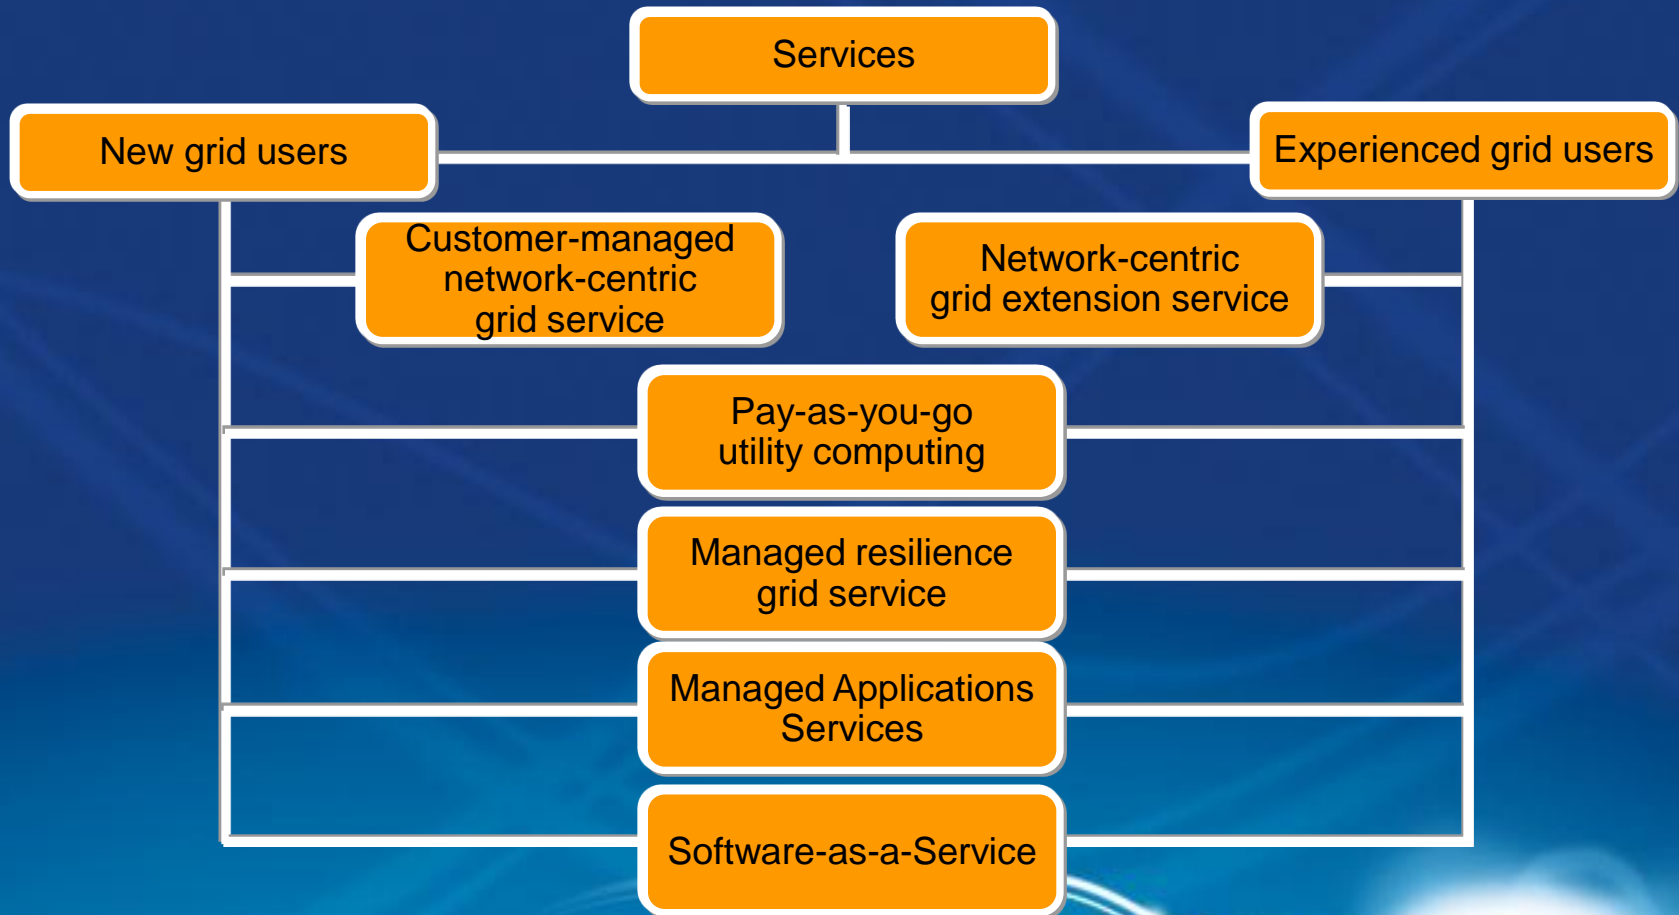 Services
New grid users
Experienced grid users
Customer-managed
network-centric
grid service
Network-centric
grid extension service
Pay-as-you-go
utility computing
Managed resilience
grid service
Managed Applications
Services
Software-as-a-Service